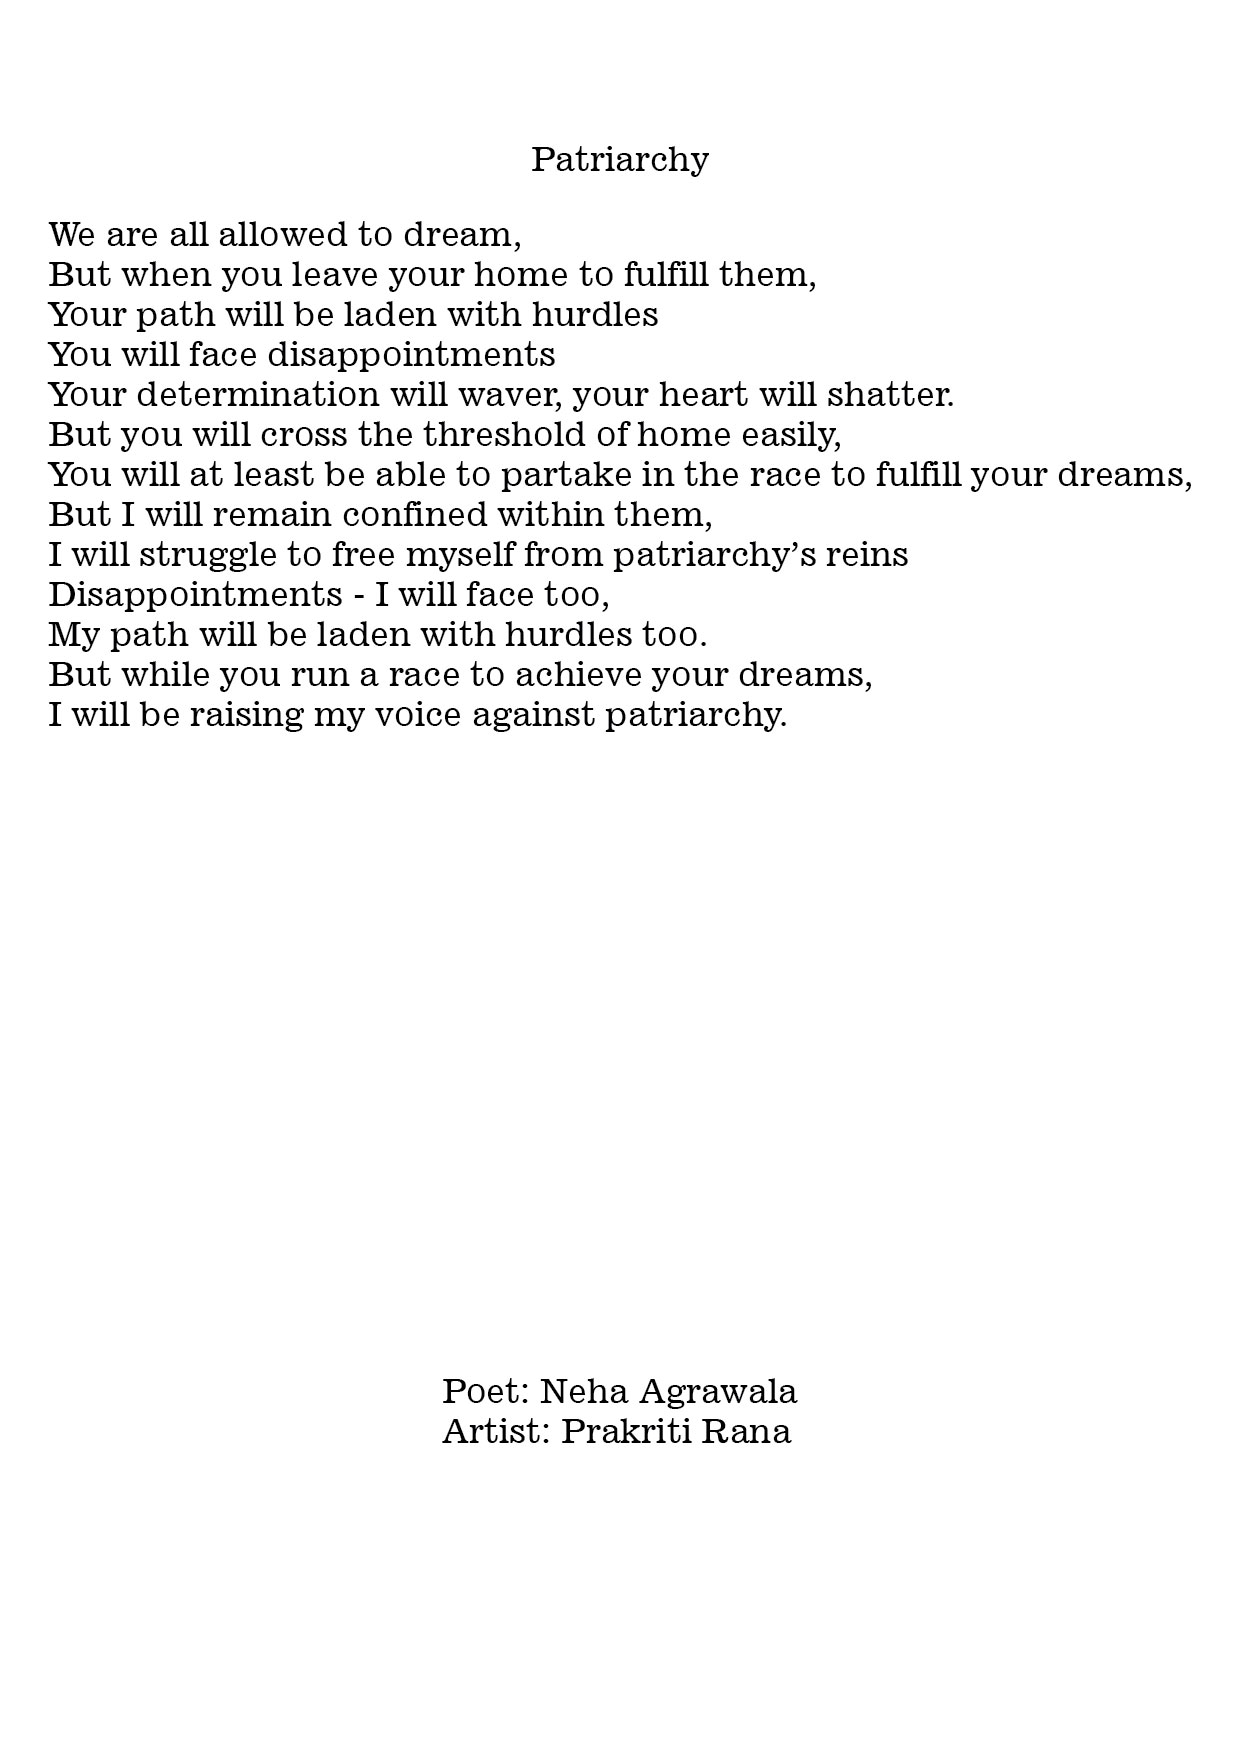 Patriarchy
We are all allowed to dream,
But when you leave your home to fulfill them,
Your path will be laden with hurdles
You will face disappointments
Your determination will waver, your heart will shatter.
But you will cross the threshold of home easily,
You will at least be able to partake in the race to fulfill your dreams,
But I will remain confined within them,
I will struggle to free myself from patriarchy’s reins
Disappointments - I will face too,
My path will be laden with hurdles too.
But while you run a race to achieve your dreams,
I will be raising my voice against patriarchy.
Poet: Neha Agrawala
Artist: Prakriti Rana